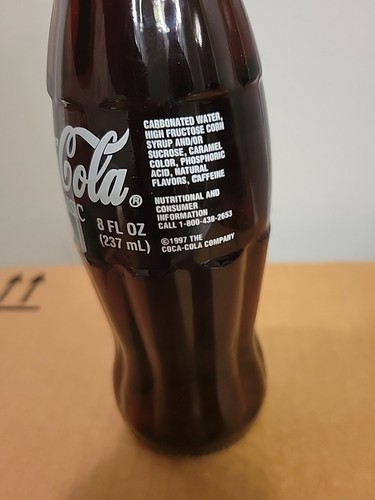 Cola®
C
8 FL OZ
(237 mL)
CARBONATED WATER,
HIGH FRUCTOSE CORN
SYRUP AND/OR
SUCROSE, CARAMEL
COLOR, PHOSPHORIC
ACID, NATURAL
FLAVORS, CAFFEINE
NUTRITIONAL AND
CONSUMER
INFORMATION
CALL 1-800-438-2653
©1997 THE
COCA-COLA COMPANY